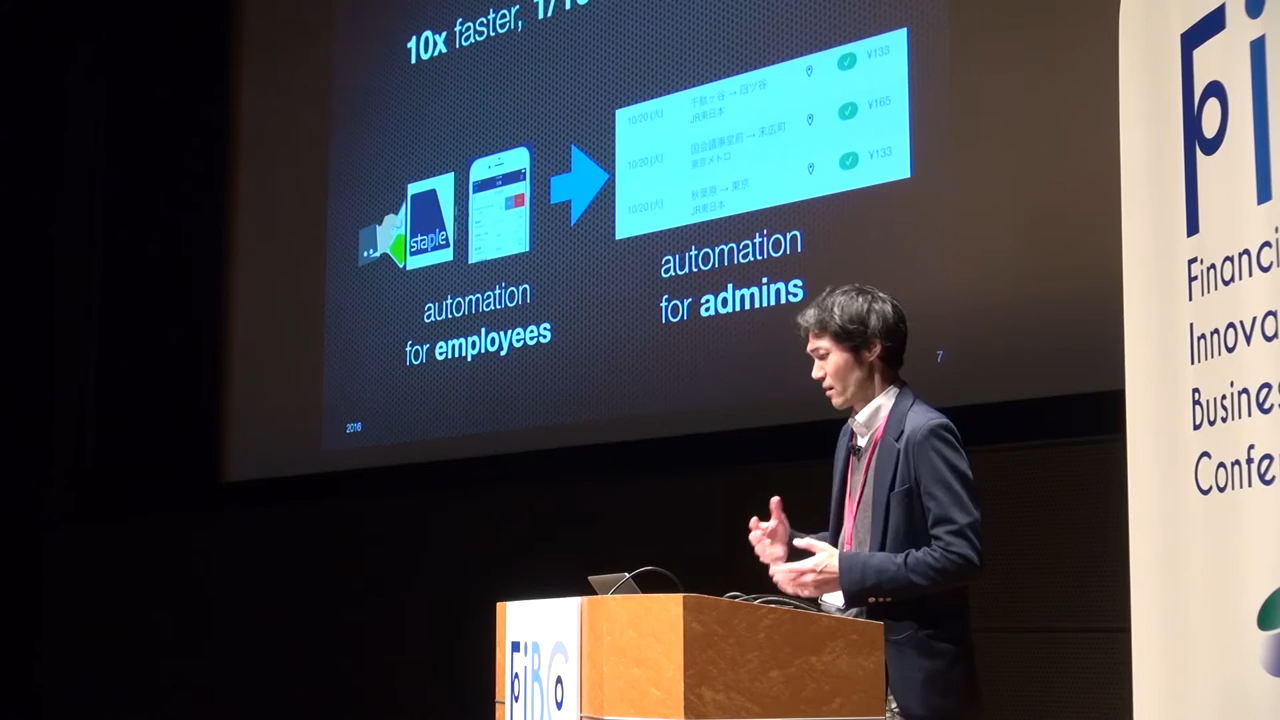 10x faster, 1/10
10/20 (火)
千駄ヶ谷 → 四ツ谷
JR東日本
¥133
10/20 (火)
国会議事堂前 → 末広町
東京メトロ
¥165
10/20 (火)
秋葉原 → 東京
JR東日本
¥133
staple
automation
for employees
automation
for admins
7
2016
FiBC
Fi
Financi
Innova
Busines
Confe